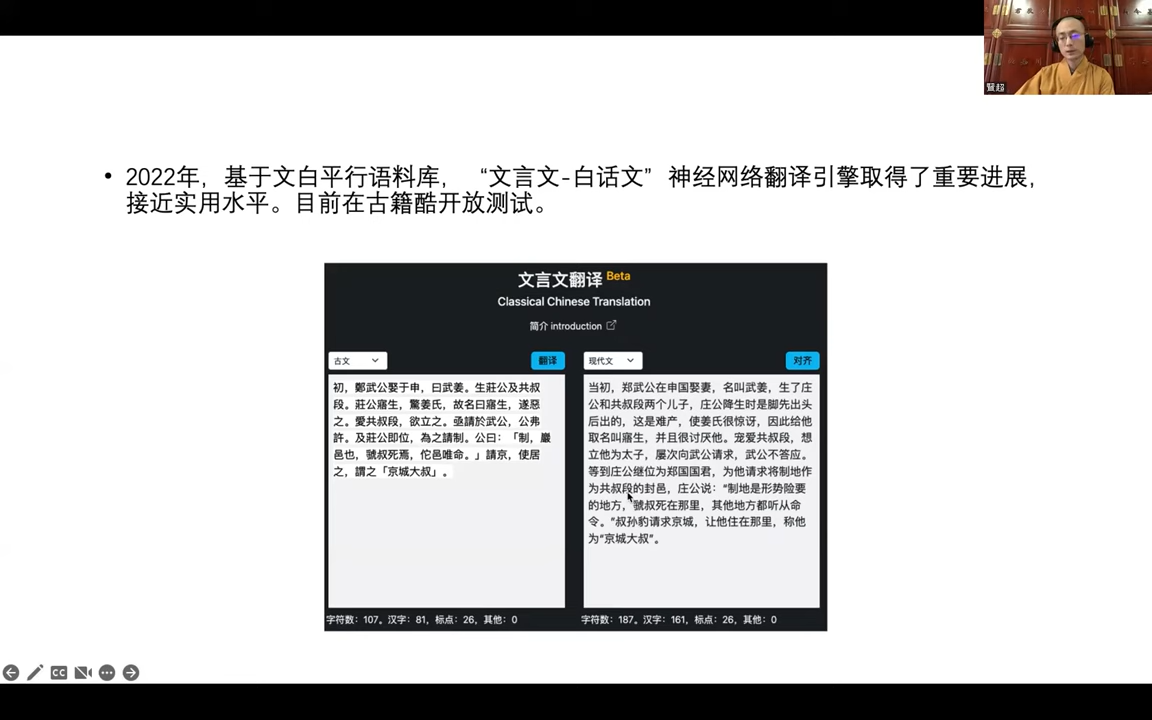 賢超
• 2022年，基于文白平行语料库，“文言文-白话文”神经网络翻译引擎取得了重要进展，
接近实用水平。目前在古籍酷开放测试。
文言文翻译 Beta
Classical Chinese Translation
简介 introduction
古文
翻译
现代文
对齐
初，鄭武公娶于申，曰武姜。生莊公及共叔
段。莊公寤生，驚姜氏，故名曰寤生，遂惡
之。愛共叔段，欲立之。亟請於武公，公弗
許。及莊公即位，為之請制。公曰：「制，巖
邑也，虢叔死焉，佗邑唯命。」請京，使居
之，謂之「京城大叔」。
当初，郑武公在申国娶妻，名叫武姜，生了庄
公和共叔段两个儿子，庄公降生时是脚先出头
后出的，这是难产，使姜氏很惊讶，因此给他
取名叫寤生，并且很讨厌他。宠爱共叔段，想
立他为太子，屡次向武公请求，武公不答应。
等到庄公继位为郑国国君，为他请求将制地作
为共叔段的封邑，庄公说：“制地是形势险要
的地方，虢叔死在那里，其他地方都听从命
令。”叔孙豹请求京城，让他住在那里，称他
为“京城大叔”。
字符数：107。汉字：81，标点：26，其他：0
字符数：187。汉字：161，标点：26，其他：0
CC